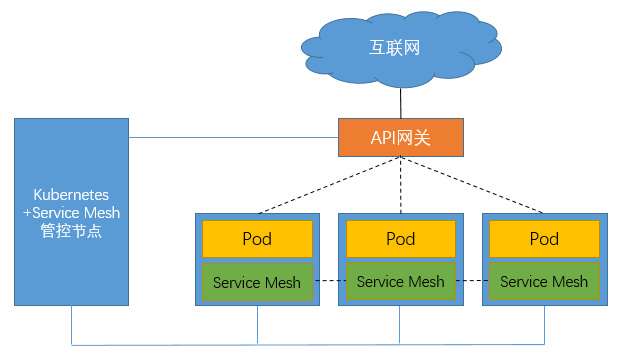 互联网
API网关
Kubernetes
+Service Mesh
管控节点
Pod
Pod
Pod
Service Mesh
Service Mesh
Service Mesh